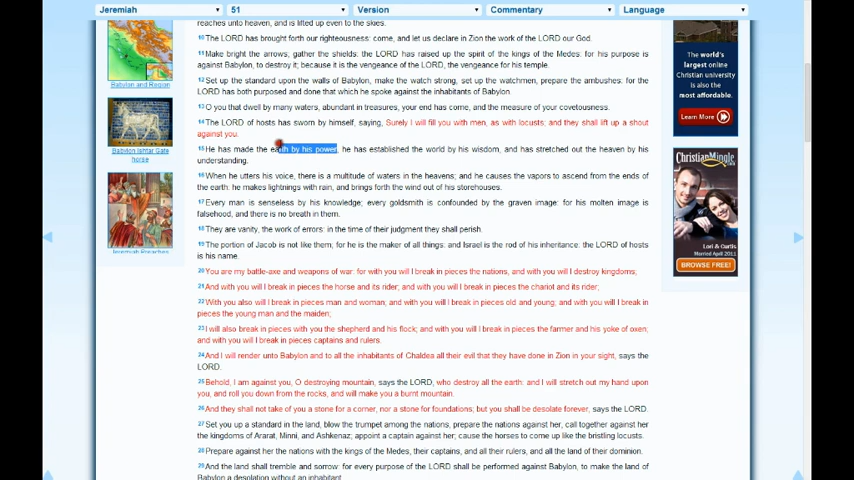 Jeremiah
51
Version
Commentary
Language
reaches unto heaven, and is lifted up even to the skies.
10 The LORD has brought forth our righteousness: come, and let us declare in Zion the work of the LORD our God.
11 Make bright the arrows; gather the shields: the LORD has raised up the spirit of the kings of the Medes: for his purpose is
against Babylon, to destroy it; because it is the vengeance of the LORD, the vengeance for his temple.
12 Set up the standard upon the walls of Babylon, make the watch strong, set up the watchmen, prepare the ambushes: for the
LORD has both purposed and done that which he spoke against the inhabitants of Babylon.
13 O you that dwell by many waters, abundant in treasures, your end has come, and the measure of your covetousness.
14 The LORD of hosts has sworn by himself, saying, Surely I will fill you with men, as with locusts; and they shall lift up a shout
against you.
15 He has made the earth by his power, he has established the world by his wisdom, and has stretched out the heaven by his
understanding.
16 When he utters his voice, there is a multitude of waters in the heavens; and he causes the vapors to ascend from the ends of
the earth: he makes lightnings with rain, and brings forth the wind out of his storehouses.
17 Every man is senseless by his knowledge; every goldsmith is confounded by the graven image: for his molten image is
falsehood, and there is no breath in them.
18 They are vanity, the work of errors: in the time of their judgment they shall perish.
19 The portion of Jacob is not like them; for he is the maker of all things: and Israel is the rod of his inheritance: the LORD of hosts
is his name.
20 You are my battle-axe and weapons of war: for with you will I break in pieces the nations, and with you will I destroy kingdoms;
21 And with you will I break in pieces the horse and its rider; and with you will I break in pieces the chariot and its rider;
22 With you also will I break in pieces man and woman; and with you will I break in pieces old and young; and with you will I break in
pieces the young man and the maiden;
23 I will also break in pieces with you the shepherd and his flock; and with you will I break in pieces the farmer and his yoke of oxen;
and with you will I break in pieces captains and rulers.
24 And I will render unto Babylon and to all the inhabitants of Chaldea all their evil that they have done in Zion in your sight, says the
LORD.
25 Behold, I am against you, O destroying mountain, says the LORD, who destroy all the earth: and I will stretch out my hand upon
you, and roll you down from the rocks, and will make you a burnt mountain.
26 And they shall not take of you a stone for a corner, nor a stone for foundations; but you shall be desolate forever, says the LORD.
27 Set you up a standard in the land, blow the trumpet among the nations, prepare the nations against her, call together against her
the kingdoms of Ararat, Minni, and Ashkenaz; appoint a captain against her; cause the horses to come up like the bristling locusts.
28 Prepare against her the nations with the kings of the Medes, their captains, and all their rulers, and all the land of their dominion.
29 And the land shall tremble and sorrow: for every purpose of the LORD shall be performed against Babylon, to make the land of
Babylon a desolation without an inhabitant.
Babylon and Region
Babylon Ishtar Gate
horse
Jeremiah Preaches
The world's
largest online
Christian university
is also the
most affordable.
Learn More
ChristianMingle
Lori & Curtis
Married April 2011
BROWSE FREE!